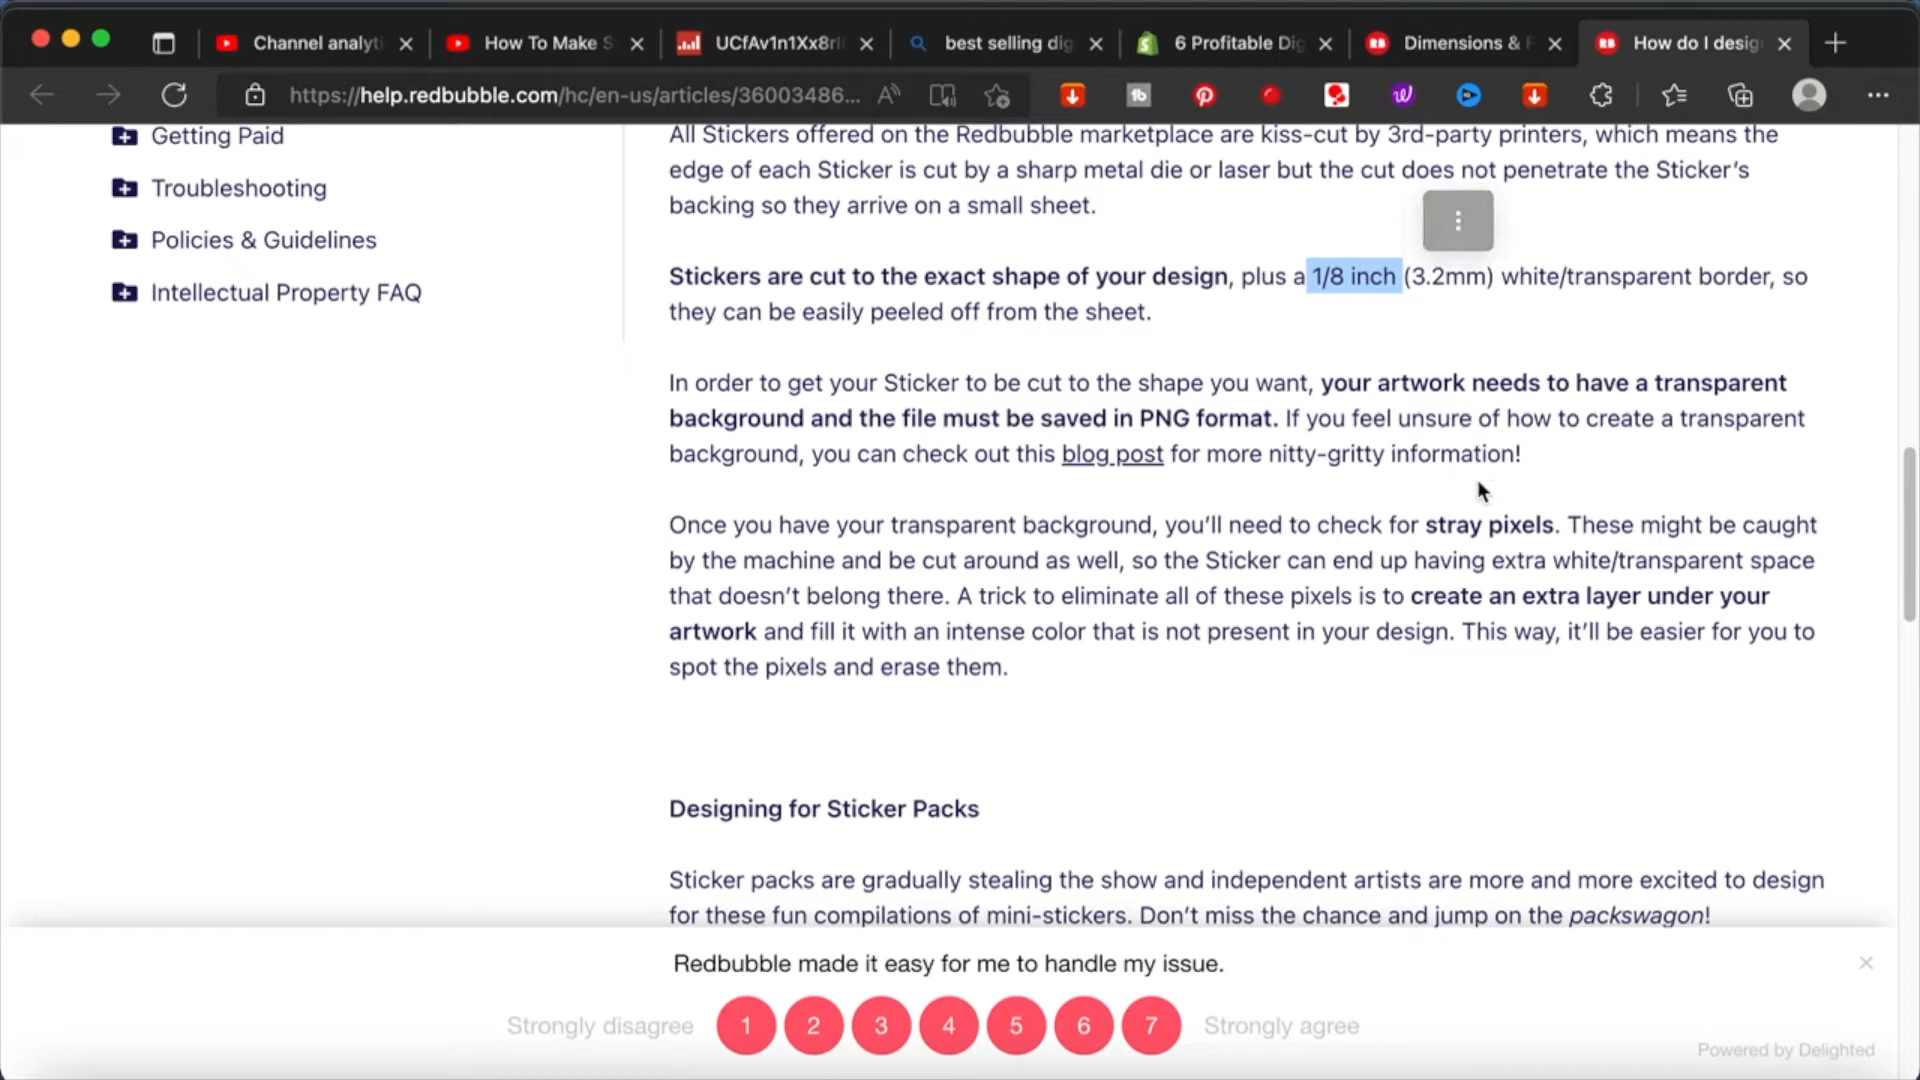 Channel analyti
How To Make S
UCfAv1n1Xx8rl
best selling dig
6 Profitable Dig
Dimensions & F
How do I desig
https://help.redbubble.com/hc/en-us/articles/36003486...
Getting Paid
Troubleshooting
Policies & Guidelines
Intellectual Property FAQ
All Stickers offered on the Redbubble marketplace are kiss-cut by 3rd-party printers, which means the
edge of each Sticker is cut by a sharp metal die or laser but the cut does not penetrate the Sticker’s
backing so they arrive on a small sheet.
Stickers are cut to the exact shape of your design, plus a 1/8 inch (3.2mm) white/transparent border, so
they can be easily peeled off from the sheet.
In order to get your Sticker to be cut to the shape you want, your artwork needs to have a transparent
background and the file must be saved in PNG format. If you feel unsure of how to create a transparent
background, you can check out this blog post for more nitty-gritty information!
Once you have your transparent background, you’ll need to check for stray pixels. These might be caught
by the machine and be cut around as well, so the Sticker can end up having extra white/transparent space
that doesn’t belong there. A trick to eliminate all of these pixels is to create an extra layer under your
artwork and fill it with an intense color that is not present in your design. This way, it’ll be easier for you to
spot the pixels and erase them.
Designing for Sticker Packs
Sticker packs are gradually stealing the show and independent artists are more and more excited to design
for these fun compilations of mini-stickers. Don’t miss the chance and jump on the packswagon!
Redbubble made it easy for me to handle my issue.
Strongly disagree 1 2 3 4 5 6 7 Strongly agree
Powered by Delighted